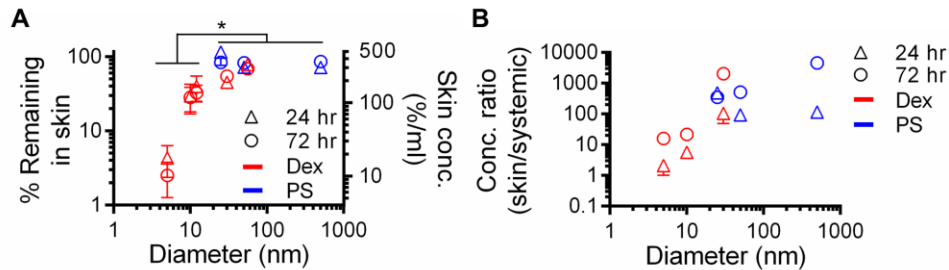 A
*
% Remaining
in skin
100
10
1
500
100
10
Skin conc.
(%/ml)
24 hr
72 hr
Dex
PS
1 10 100 1000
Diameter (nm)
B
Conc. ratio
(skin/systemic)
10000
1000
100
10
1
0.1
24 hr
72 hr
Dex
PS
1 10 100 1000
Diameter (nm)